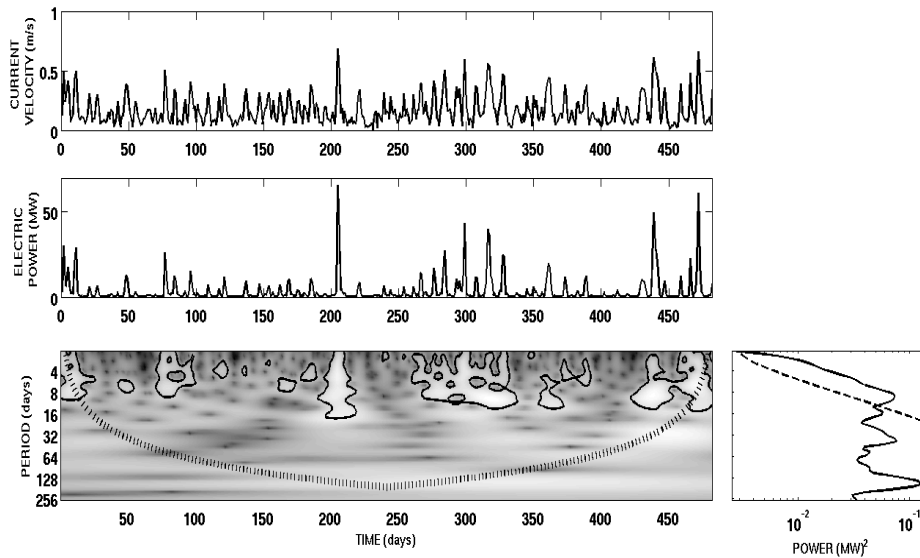 CURRENT
VELOCITY (m/s)
1
0.5
0
0 50 100 150 200 250 300 350 400 450
ELECTRIC
POWER (MW)
50
0
0 50 100 150 200 250 300 350 400 450
PERIOD (days)
4
8
16
32
64
128
256
50 100 150 200 250 300 350 400 450
TIME (days)
10-2 10-1
POWER (MW)2